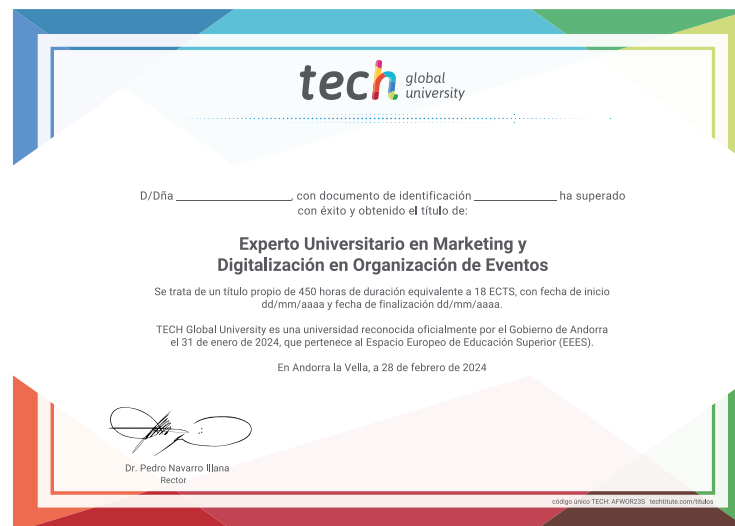 tech global university
D/Dña ____________________, con documento de identificación ______________ ha superado
con éxito y obtenido el título de:
Experto Universitario en Marketing y
Digitalización en Organización de Eventos
Se trata de un título propio de 450 horas de duración equivalente a 18 ECTS, con fecha de inicio
dd/mm/aaaa y fecha de finalización dd/mm/aaaa.
TECH Global University es una universidad reconocida oficialmente por el Gobierno de Andorra
el 31 de enero de 2024, que pertenece al Espacio Europeo de Educación Superior (EEES).
En Andorra la Vella, a 28 de febrero de 2024
Dr. Pedro Navarro Illana
Rector
código único TECH: AFWOR23S techtitute.com/titulos